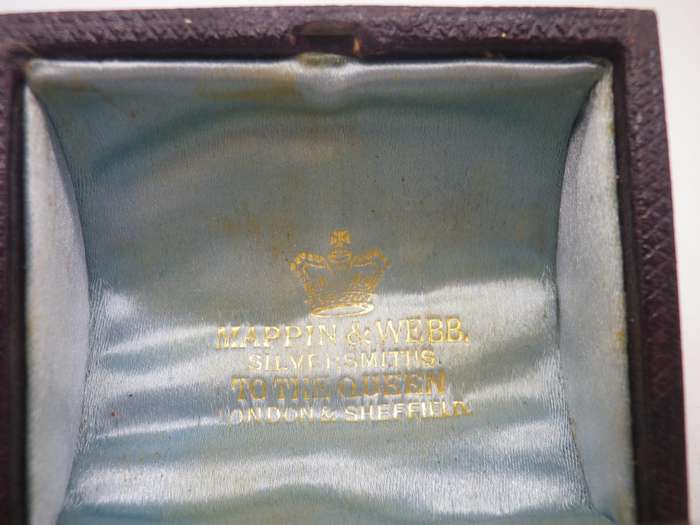 MAPPIN & WEBB.
SILVERSMITHS.
TO THE QUEEN
LONDON & SHEFFIELD.